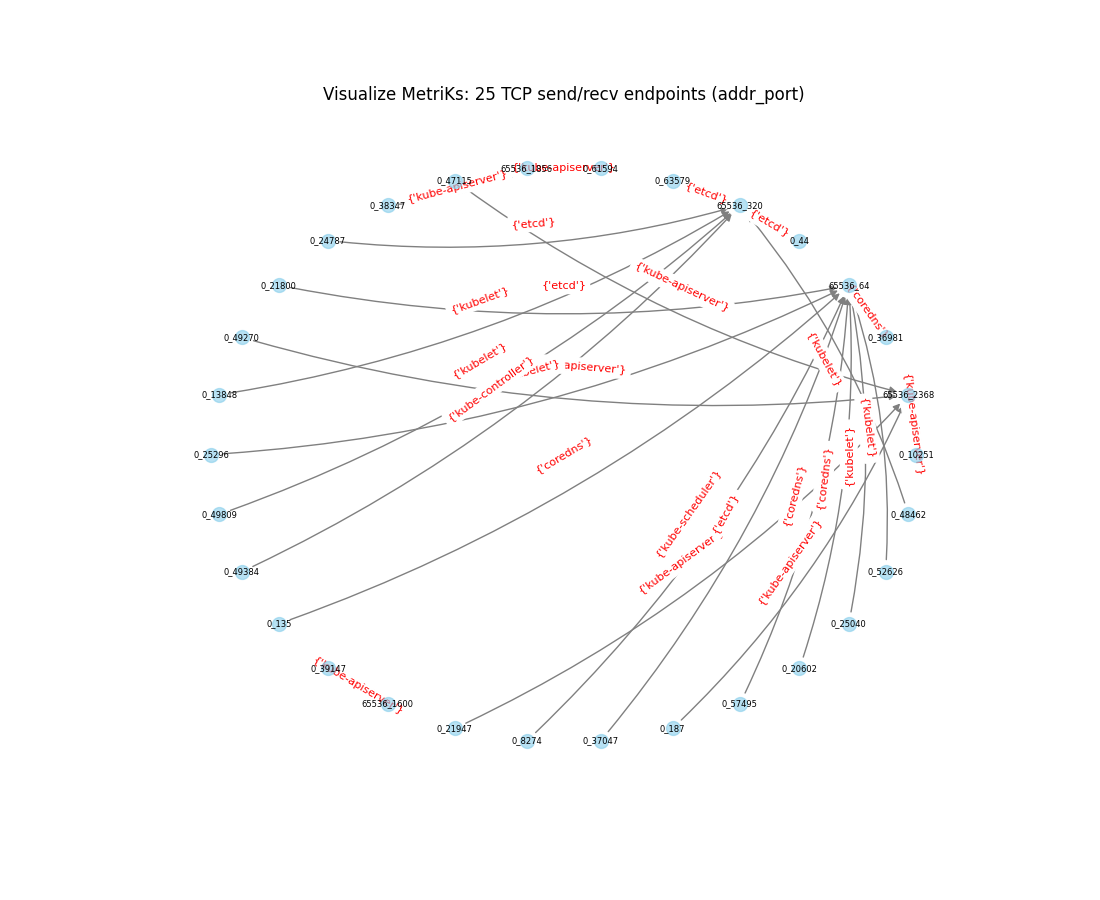 Visualize MetriKs: 25 TCP send/recv endpoints (addr_port)
65536_1856
{'kube-apiserver'}
0_61594
0_47115
{'kube-apiserver'}
0_38347
0_63579
{'etcd'}
65536_320
{'etcd'}
{'etcd'}
0_24787
0_44
0_21800
{'kubelet'}
{'etcd'}
{'kube-apiserver'}
65536_64
{'coredns'}
0_49270
0_36981
{'kubelet'}
{'kube-controller'}
apiserver'}
{'kubelet'}
0_13848
65536_2368
{'kube-apiserver'}
{'kubelet'}
0_25296
{'coredns'}
{'kubelet'}
0_10251
{'coredns'}
{'coredns'}
0_49809
{'kube-scheduler'}
{'etcd'}
0_48462
{'kube-apiserver
{'kube-apiserver'}
0_49384
0_52626
0_135
0_25040
0_39147
{'kube-apiserver'}
0_20602
65536_1600
0_57495
0_21947
0_187
0_8274
0_37047